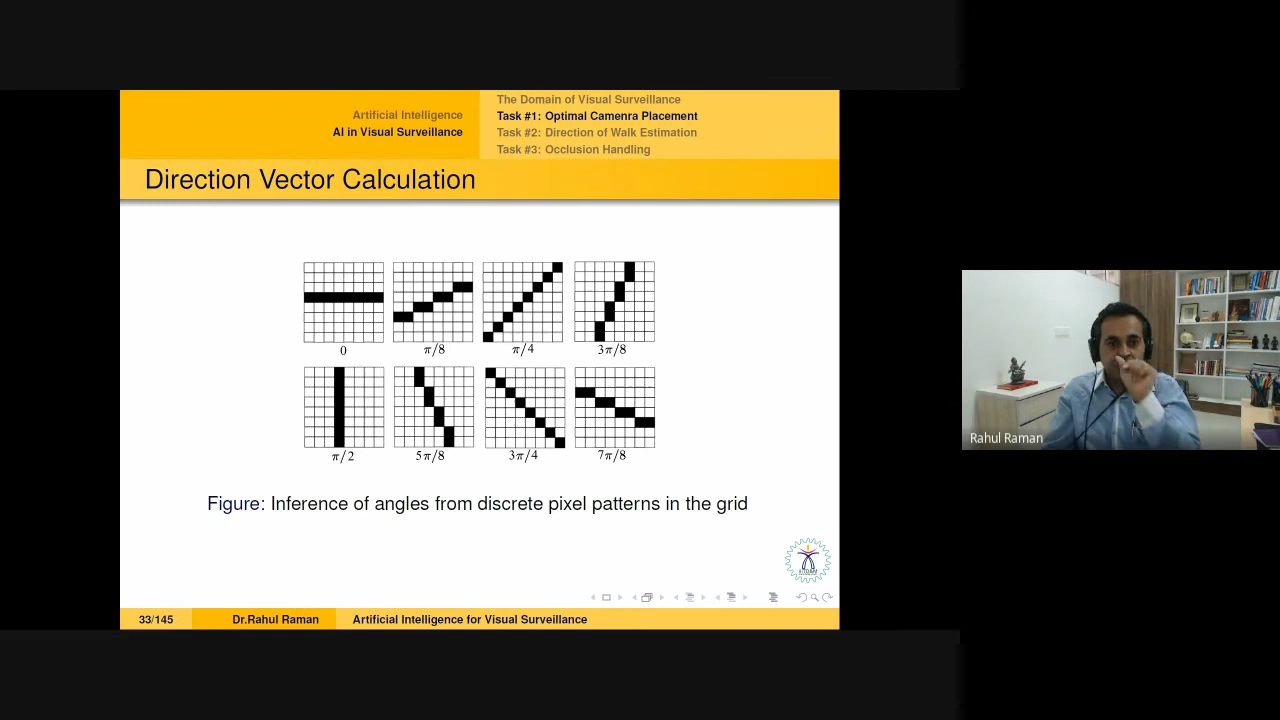 Artificial Intelligence
AI in Visual Surveillance
The Domain of Visual Surveillance
Task #1: Optimal Camenra Placement
Task #2: Direction of Walk Estimation
Task #3: Occlusion Handling
Direction Vector Calculation
0 π/8 π/4 3π/8
π/2 5π/8 3π/4 7π/8
Figure: Inference of angles from discrete pixel patterns in the grid
33/145 Dr.Rahul Raman Artificial Intelligence for Visual Surveillance
Rahul Raman